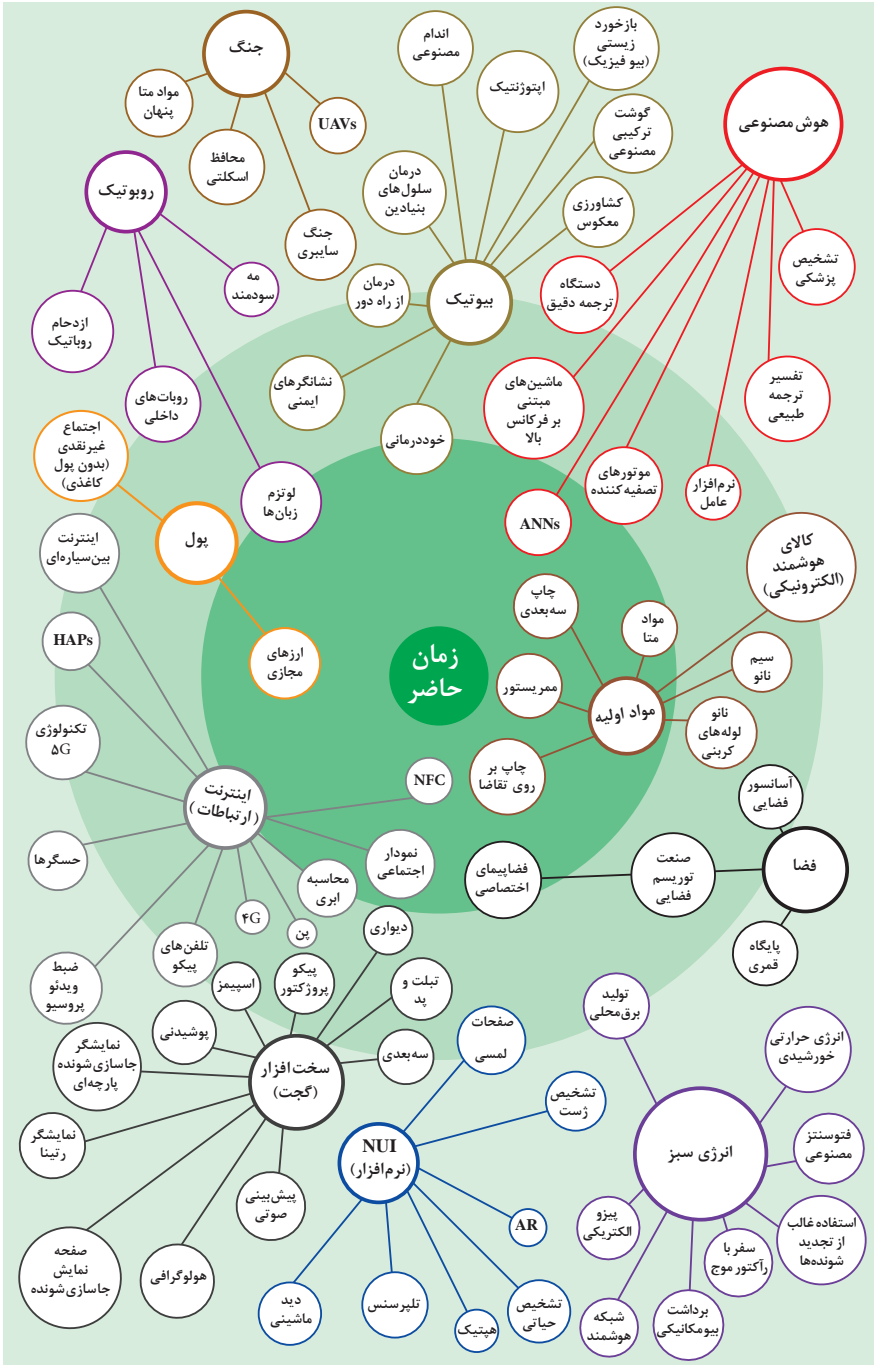 جنگ
مواد متا
پنهان
محافظ
اسکلتی
UAVs
جنگ
سایبری
اندام
مصنوعی
اپتوژنتیک
بازخورد
زیستی
(بیو فیزیک)
گوشت
ترکیبی
مصنوعی
کشاورزی
معکوس
درمان
سلول‌های
بنیادین
درمان
از راه دور
بیوتیک
نشانگرهای
ایمنی
خوددرمانی
هوش مصنوعی
تشخیص
پزشکی
دستگاه
ترجمه دقیق
تفسیر
ترجمه
طبیعی
ماشین‌های
مبتنی
بر فرکانس
بالا
موتورهای
تصفیه کننده
نرم‌افزار
عامل
ANNs
روبوتیک
مه
سودمند
ازدحام
روباتیک
روبات‌های
داخلی
لوتزم
زبان‌ها
اجتماع
غیرنقدی
(بدون پول
کاغذی)
پول
ارزهای
مجازی
زمان
حاضر
کالای
هوشمند
(الکترونیکی)
چاپ
سه‌بعدی
مواد
متا
سیم
نانو
ممریستور
مواد اولیه
نانو
لوله‌های
کربنی
چاپ بر
روی تقاضا
اینترنت
بین‌سیاره‌ای
HAPs
تکنولوژی
۵G
اینترنت
(ارتباطات)
NFC
حسگرها
نمودار
اجتماعی
محاسبه
ابری
۴G
پن
تلفن‌های
پیکو
ضبط
ویدئو
پروسیو
آسانسور
فضایی
فضا
صنعت
توریسم
فضایی
فضاپیمای
اختصاصی
پایگاه
قمری
دیواری
پیکو
پروژکتور
اسپیمز
تبلت و
پد
پوشیدنی
سه‌بعدی
نمایشگر
جاسازی‌شونده
پارچه‌ای
سخت‌افزار
(گجت)
نمایشگر
رتینا
پیش‌بینی
صوتی
هولوگرافی
صفحه
نمایش
جاسازی‌شونده
صفحات
لمسی
تشخیص
ژست
NUI
(نرم‌افزار)
AR
تشخیص
حیاتی
هپتیک
تلپرسنس
دید
ماشینی
تولید
برق‌محلی
انرژی حرارتی
خورشیدی
انرژی سبز
فتوسنتز
مصنوعی
استفاده غالب
از تجدید
شونده‌ها
پیزو
الکتریکی
سفر با
رآکتور موج
شبکه
هوشمند
برداشت
بیومکانیکی